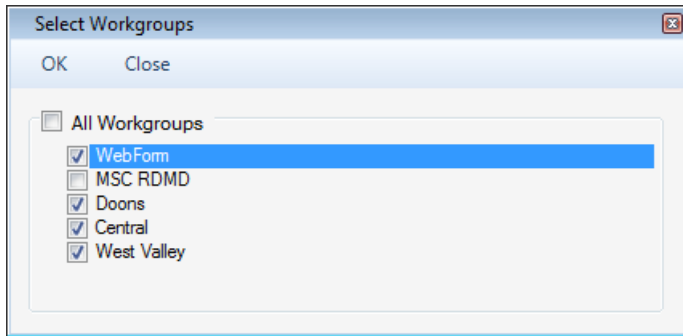 Select Workgroups
OK Close
All Workgroups
WebForm
MSC RDMD
Doons
Central
West Valley